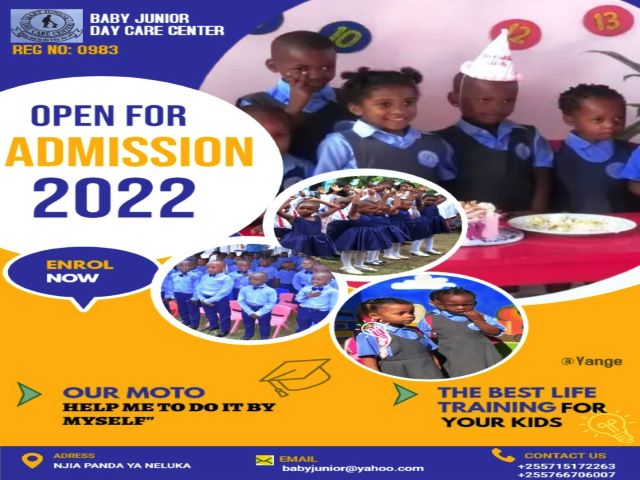 BABY JUNIOR
DAY CARE CENTER
REG NO: 0983
10
12
13
OPEN FOR
ADMISSION
2022
ENROL
NOW
@Yange
OUR MOTO
HELP ME TO DO IT BY
MYSELF"
THE BEST LIFE
TRAINING FOR
YOUR KIDS
ADRESS
NJIA PANDA YA NELUKA
EMAIL
babyjunior@yahoo.com
CONTACT US
+255715172263
+255766706007